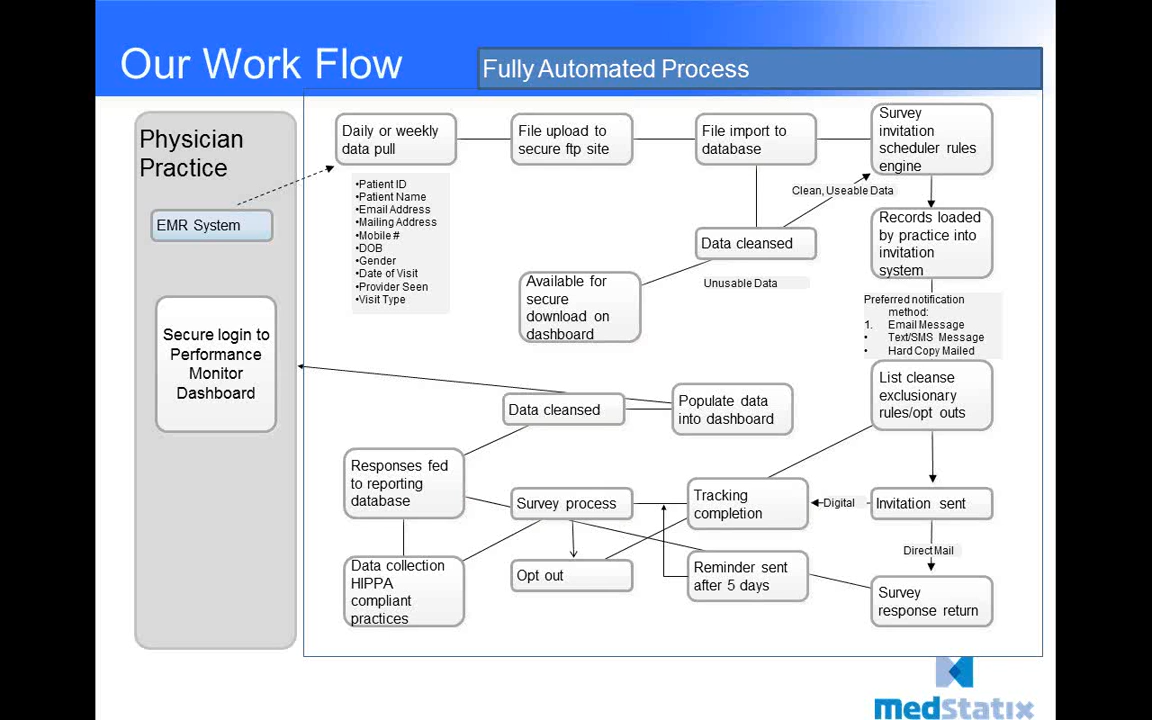 Our Work Flow
Fully Automated Process
Physician
Practice
EMR System
Secure login to
Performance
Monitor
Dashboard
Daily or weekly
data pull
•Patient ID
•Patient Name
•Email Address
•Mailing Address
•Mobile #
•DOB
•Gender
•Date of Visit
•Provider Seen
•Visit Type
File upload to
secure ftp site
File import to
database
Survey
invitation
scheduler rules
engine
Clean, Useable Data
Data cleansed
Unusable Data
Available for
secure
download on
dashboard
Records loaded
by practice into
invitation
system
Preferred notification
method:
1. Email Message
• Text/SMS Message
• Hard Copy Mailed
List cleanse
exclusionary
rules/opt outs
Data cleansed
Populate data
into dashboard
Responses fed
to reporting
database
Survey process
Tracking
completion
Digital
Invitation sent
Direct Mail
Data collection
HIPPA
compliant
practices
Opt out
Reminder sent
after 5 days
Survey
response return
medStatix